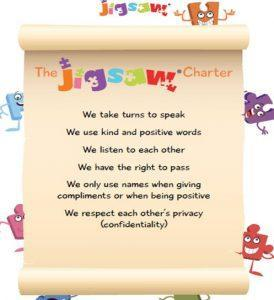 jigsaw
The jigsaw Charter
We take turns to speak
We use kind and positive words
We listen to each other
We have the right to pass
We only use names when giving
compliments or when being positive
We respect each other's privacy
(confidentiality)